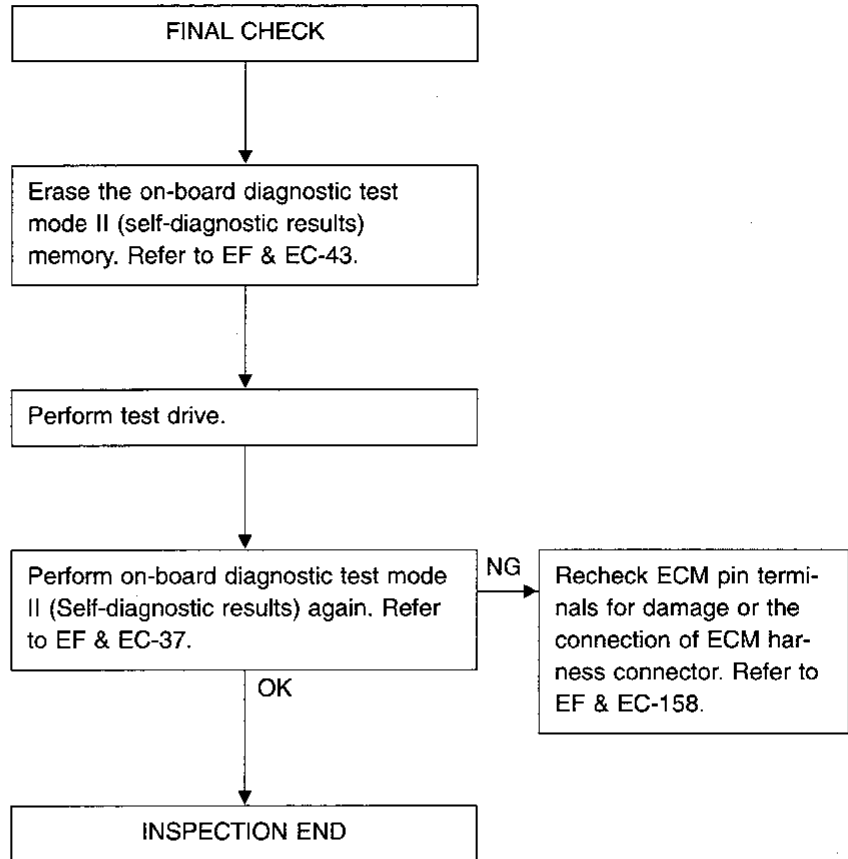 FINAL CHECK
Erase the on-board diagnostic test
mode II (self-diagnostic results)
memory. Refer to EF & EC-43.
Perform test drive.
Perform on-board diagnostic test mode
II (Self-diagnostic results) again. Refer
to EF & EC-37.
NG
Recheck ECM pin termi-
nals for damage or the
connection of ECM har-
ness connector. Refer to
EF & EC-158.
OK
INSPECTION END